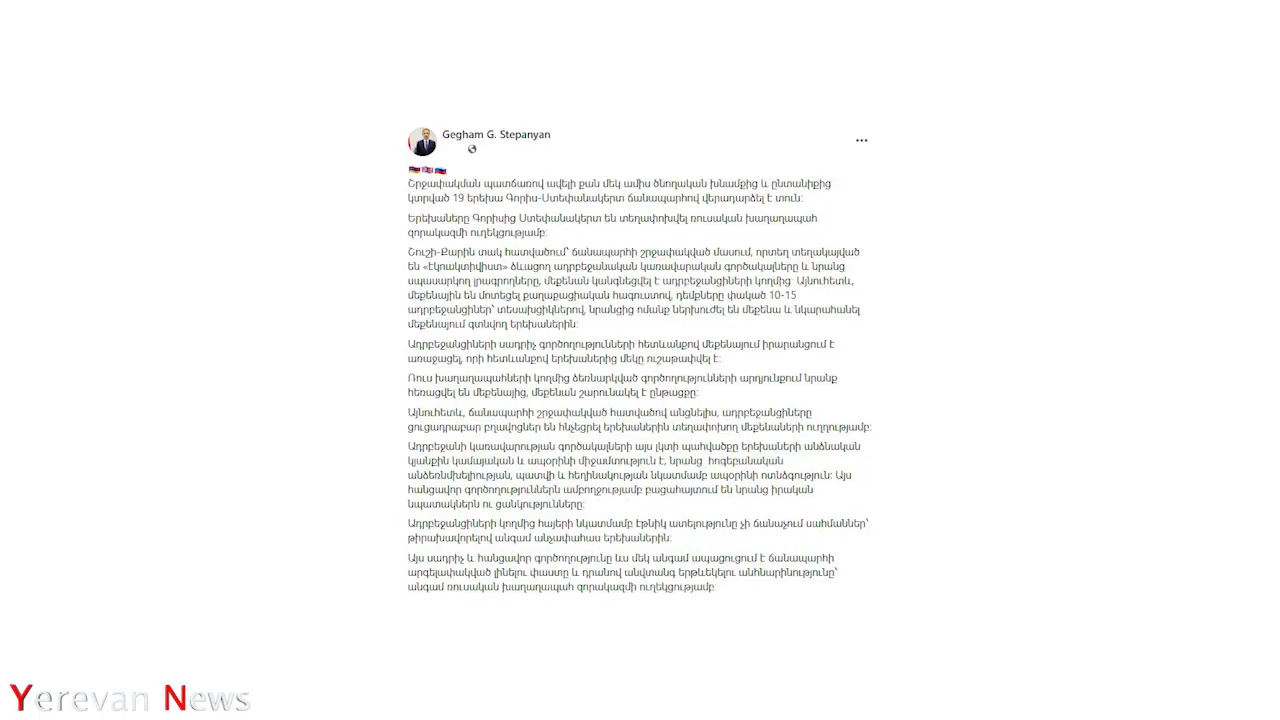 Gegham G. Stepanyan
Շրջափակման պատճառով ավելի քան մեկ ամիս ծնողական խնամքից և ընտանիքից
կտրված 19 երեխա Գորիս-Ստեփանակերտ ճանապարհով վերադարձել է տուն։
Երեխաները Գորիսից Ստեփանակերտ են տեղափոխվել ռուսական խաղաղապահ
զորակազմի ուղեկցությամբ։
Շուշի-Քարին տակ հատվածում՝ ճանապարհի շրջափակված մասում, որտեղ տեղակայված
են «էկոակտիվիստ» ձևացող ադրբեջանական կառավարական գործակալները և նրանց
սպասարկող լրագրողները, մեքենան կանգնեցվել է ադրբեջանցիների կողմից։ Այնուհետև,
մեքենային են մոտեցել քաղաքացիական հագուստով, դեմքները փակած 10-15
ադրբեջանցիներ՝ տեսախցիկներով, նրանցից ոմանք ներխուժել են մեքենա և նկարահանել
մեքենայում գտնվող երեխաներին։
Ադրբեջանցիների սադրիչ գործողությունների հետևանքով մեքենայում իրարանցում է
առաջացել, որի հետևանքով երեխաներից մեկը ուշաթափվել է։
Ռուս խաղաղապահների կողմից ձեռնարկված գործողությունների արդյունքում նրանք
հեռացվել են մեքենայից, մեքենան շարունակել է ընթացքը։
Այնուհետև, ճանապարհի շրջափակված հատվածով անցնելիս, ադրբեջանցիները
ցուցադրաբար բղավոցներ են հնչեցրել երեխաներին տեղափոխող մեքենաների ուղղությամբ։
Ադրբեջանի կառավարության գործակալների այս լկտի պահվածքը երեխաների անձնական
կյանքին կամայական և ապօրինի միջամտություն է, նրանց հոգեբանական
անձեռնմխելիության, պատվի և հեղինակության նկատմամբ ապօրինի ոտնձգություն։ Այս
հանցավոր գործողություններն ամբողջությամբ բացահայտում են նրանց իրական
նպատակներն ու ցանկությունները։
Ադրբեջանցիների կողմից հայերի նկատմամբ էթնիկ ատելությունը չի ճանաչում սահմաններ՝
թիրախավորելով անգամ անչափահաս երեխաներին։
Այս սադրիչ և հանցավոր գործողությունը ևս մեկ անգամ ապացուցում է ճանապարհի
արգելափակված լինելու փաստը և դրանով անվտանգ երթևեկելու անհնարինությունը՝
անգամ ռուսական խաղաղապահ զորակազմի ուղեկցությամբ։
Yerevan News